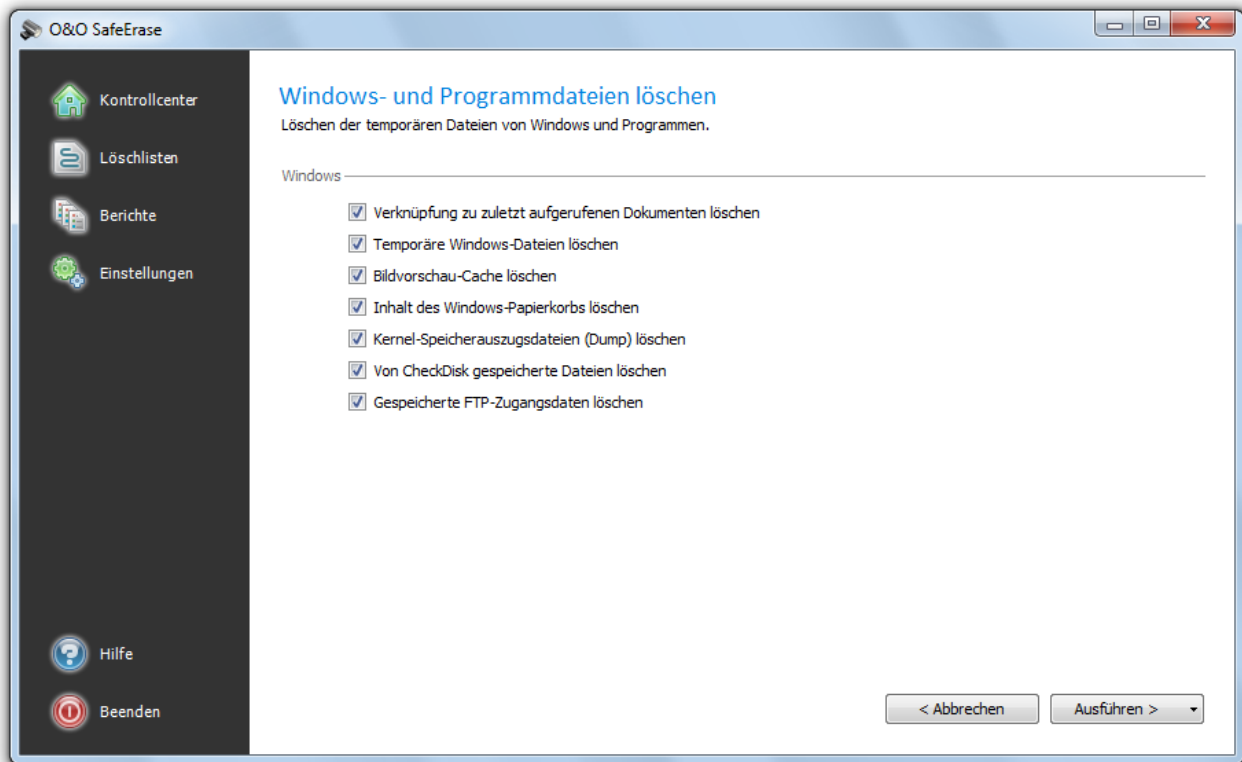 O&O SafeErase
Kontrollcenter
Löschlisten
Berichte
Einstellungen
Hilfe
Beenden
Windows- und Programmdateien löschen
Löschen der temporären Dateien von Windows und Programmen.
Windows
Verknüpfung zu zuletzt aufgerufenen Dokumenten löschen
Temporäre Windows-Dateien löschen
Bildvorschau-Cache löschen
Inhalt des Windows-Papierkorbs löschen
Kernel-Speicherauszugsdateien (Dump) löschen
Von CheckDisk gespeicherte Dateien löschen
Gespeicherte FTP-Zugangsdaten löschen
< Abbrechen
Ausführen >